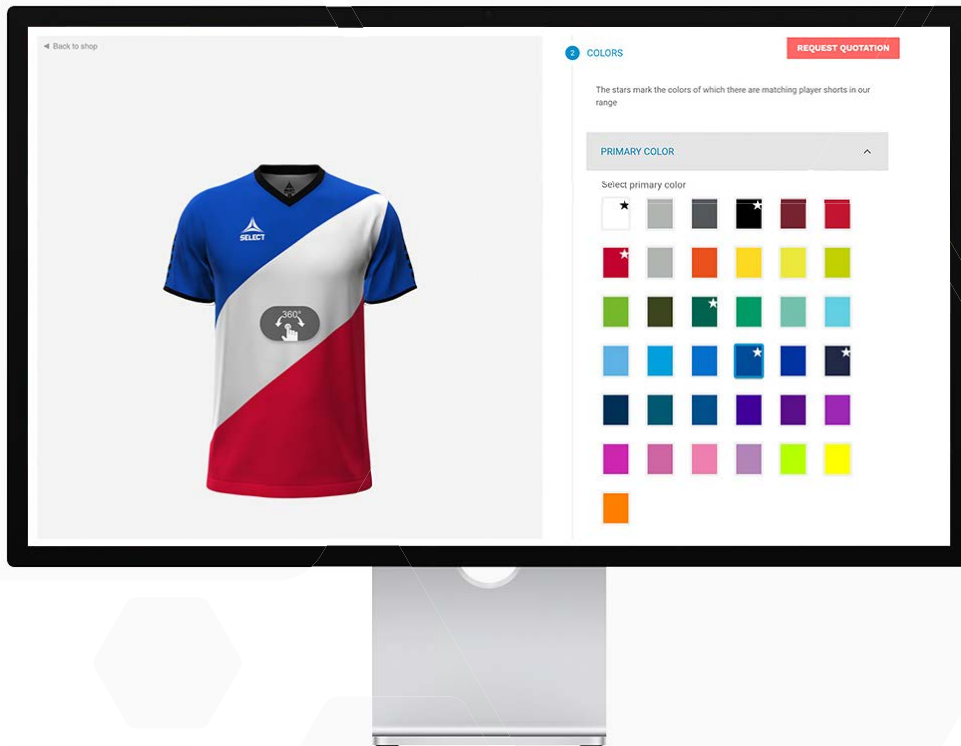 ◄ Back to shop
2 COLORS
REQUEST QUOTATION
The stars mark the colors of which there are matching player shorts in our
range
PRIMARY COLOR
Select primary color
SELECT
360°